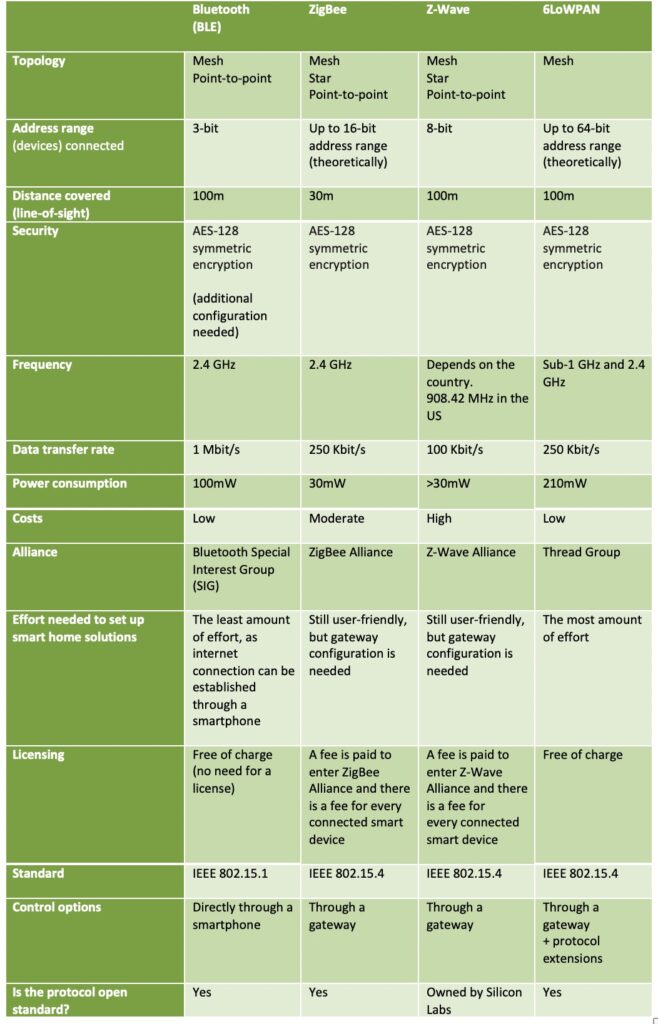 Bluetooth (BLE) ZigBee Z-Wave 6LoWPAN
Topology
Mesh
Point-to-point
Mesh
Star
Point-to-point
Mesh
Star
Point-to-point
Mesh
Address range
(devices) connected
3-bit
Up to 16-bit
address range
(theoretically)
8-bit
Up to 64-bit
address range
(theoretically)
Distance covered
(line-of-sight)
100m
30m
100m
100m
Security
AES-128
symmetric
encryption
(additional
configuration
needed)
AES-128
symmetric
encryption
AES-128
symmetric
encryption
AES-128
symmetric
encryption
Frequency
2.4 GHz
2.4 GHz
Depends on the
country.
908.42 MHz in the
US
Sub-1 GHz and 2.4
GHz
Data transfer rate
1 Mbit/s
250 Kbit/s
100 Kbit/s
250 Kbit/s
Power consumption
100mW
30mW
>30mW
210mW
Costs
Low
Moderate
High
Low
Alliance
Bluetooth Special
Interest Group
(SIG)
ZigBee Alliance
Z-Wave Alliance
Thread Group
Effort needed to set up
smart home solutions
The least amount
of effort, as
internet
connection can be
established
through a
smartphone
Still user-friendly,
but gateway
configuration is
needed
Still user-friendly,
but gateway
configuration is
needed
The most amount
of effort
Licensing
Free of charge
(no need for a
license)
A fee is paid to
enter ZigBee
Alliance and there
is a fee for every
connected smart
device
A fee is paid to
enter Z-Wave
Alliance and there
is a fee for
every connected
smart device
Free of charge
Standard
IEEE 802.15.1
IEEE 802.15.4
IEEE 802.15.4
IEEE 802.15.4
Control options
Directly through a
smartphone
Through a
gateway
Through a
gateway
Through a
gateway
+ protocol
extensions
Is the protocol open
standard?
Yes
Yes
Owned by Silicon
Labs
Yes